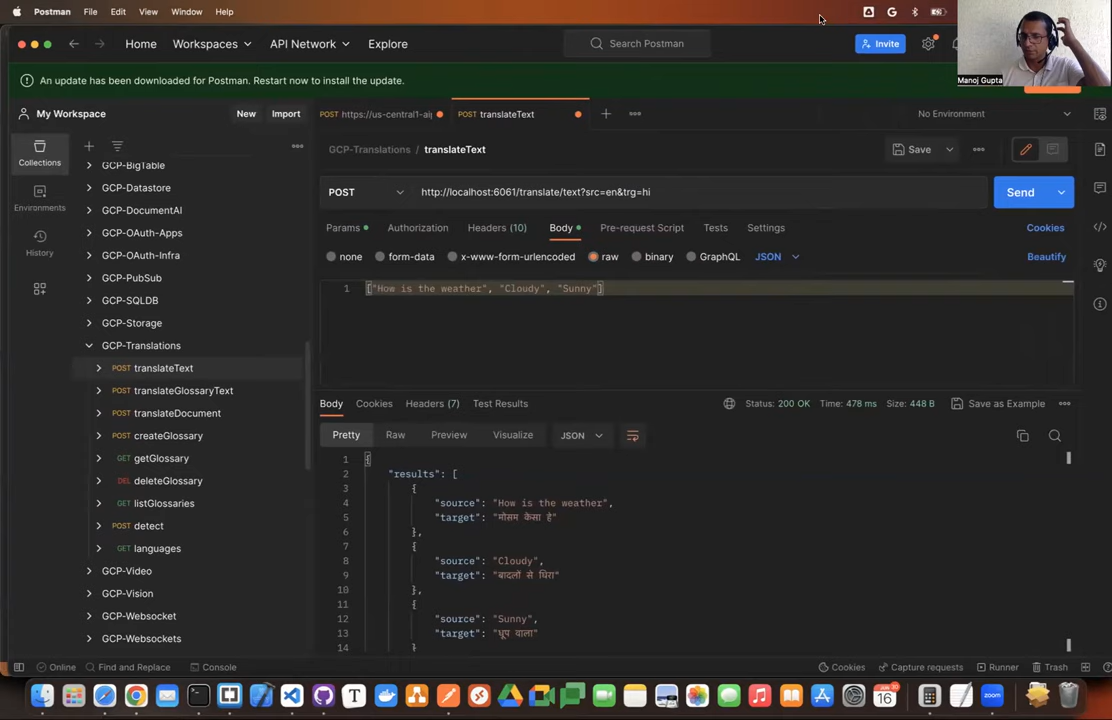 Postman File Edit View Window Help
Manoj Gupta
Home Workspaces API Network Explore
Search Postman
Invite
An update has been downloaded for Postman. Restart now to install the update.
My Workspace New Import
POST https://us-central1-aip
POST translateText
No Environment
Collections
Environments
History
GCP-BigTable
GCP-Datastore
GCP-DocumentAI
GCP-OAuth-Apps
GCP-OAuth-Infra
GCP-PubSub
GCP-SQLDB
GCP-Storage
GCP-Translations
POST translateText
POST translateGlossaryText
POST translateDocument
POST createGlossary
GET getGlossary
DEL deleteGlossary
GET listGlossaries
POST detect
GET languages
GCP-Video
GCP-Vision
GCP-Websocket
GCP-Websockets
GCP-Translations / translateText
Save
POST http://localhost:6061/translate/text?src=en&trg=hi Send
Params Authorization Headers (10) Body Pre-request Script Tests Settings Cookies
none form-data x-www-form-urlencoded raw binary GraphQL JSON Beautify
1 ["How is the weather", "Cloudy", "Sunny"]
Body Cookies Headers (7) Test Results Status: 200 OK Time: 478 ms Size: 448 B Save as Example
Pretty Raw Preview Visualize JSON
1 {
2 "results": [
3 {
4 "source": "How is the weather",
5 "target": "मौसम कैसा है"
6 },
7 {
8 "source": "Cloudy",
9 "target": "बादलों से घिरा"
10 },
11 {
12 "source": "Sunny",
13 "target": "धूप वाला"
14 }
Online Find and Replace Console Cookies Capture requests Runner Trash
16
zoom